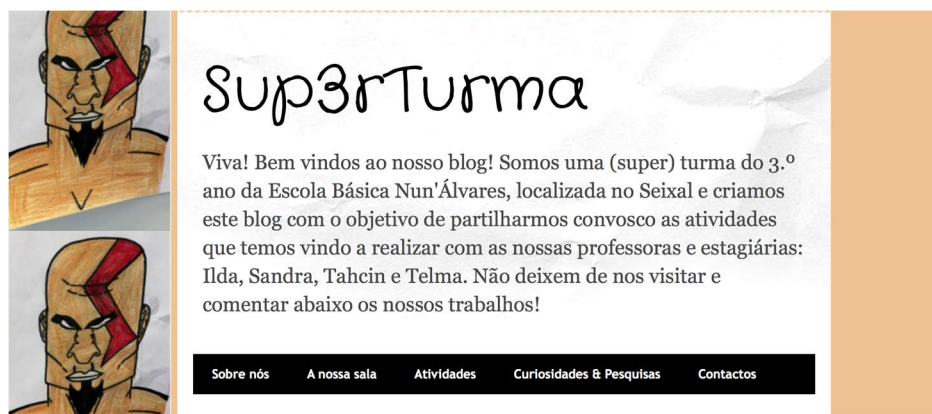 Sup3rTurma
Viva! Bem vindos ao nosso blog! Somos uma (super) turma do 3.º
ano da Escola Básica Nun'Álvares, localizada no Seixal e criamos
este blog com o objetivo de partilharmos convosco as atividades
que temos vindo a realizar com as nossas professoras e estagiárias:
Ilda, Sandra, Tahcin e Telma. Não deixem de nos visitar e
comentar abaixo os nossos trabalhos!
Sobre nós A nossa sala Atividades Curiosidades & Pesquisas Contactos